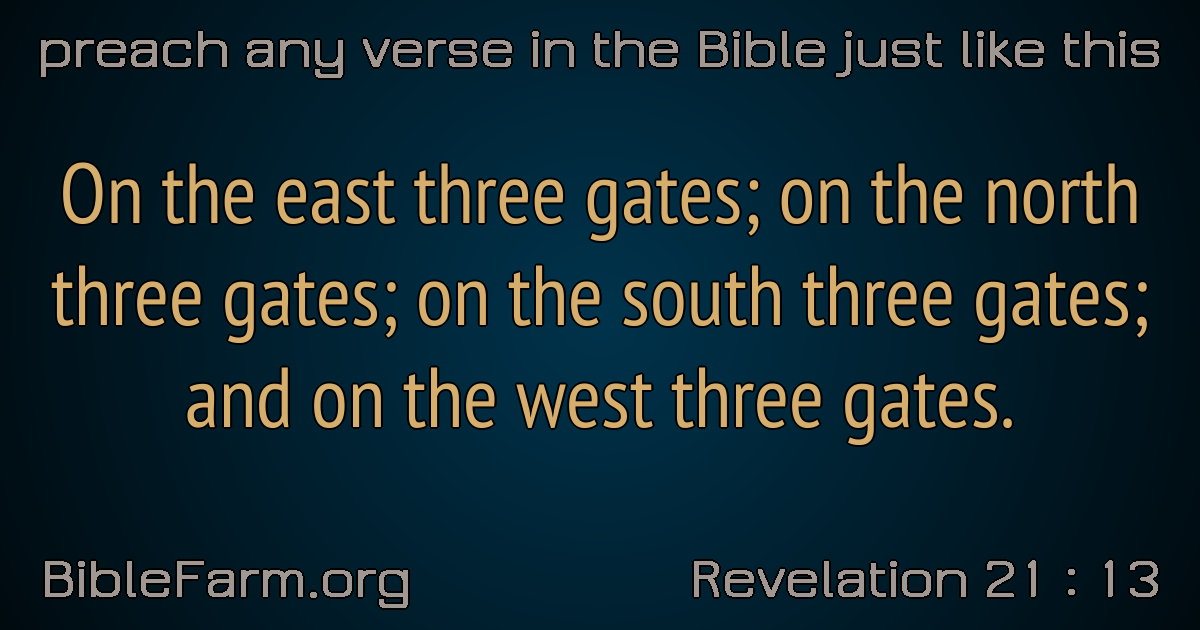 preach any verse in the Bible just like this
On the east three gates; on the north
three gates; on the south three gates;
and on the west three gates.
BibleFarm.org
Revelation 21 : 13